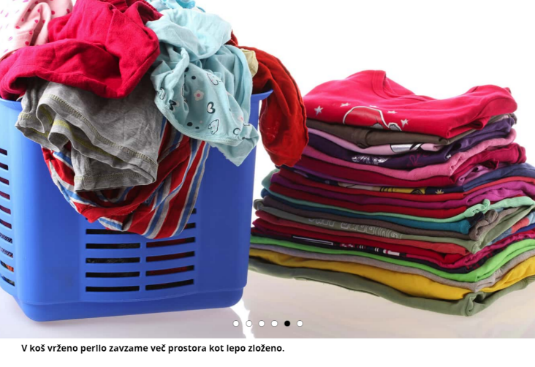 V koš vrženo perilo zavzame več prostora kot lepo zloženo.